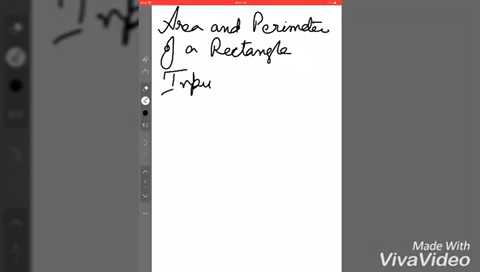 Area and Perimeter
Of a Rectangle
Inpu
Made With
VivaVideo